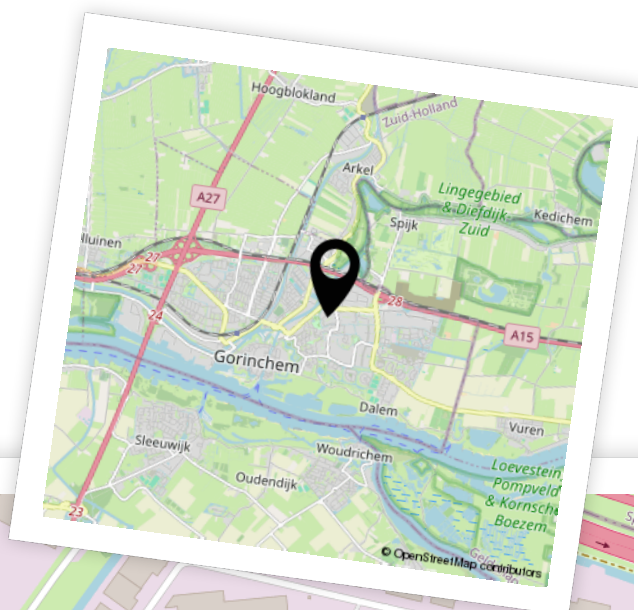 Hoogblokland
Zuid-Holland
Arkel
A27
Lingegebied
& Diefdijk
Zuid
Kedichem
Spijk
lluinen
27
27
28
24
A15
Gorinchem
Dalem
Vuren
Sleeuwijk
Woudrichem
Loevestein
Pompveld
& Kornsche
Boezem
Oudendijk
23
© OpenStreetMap contributors